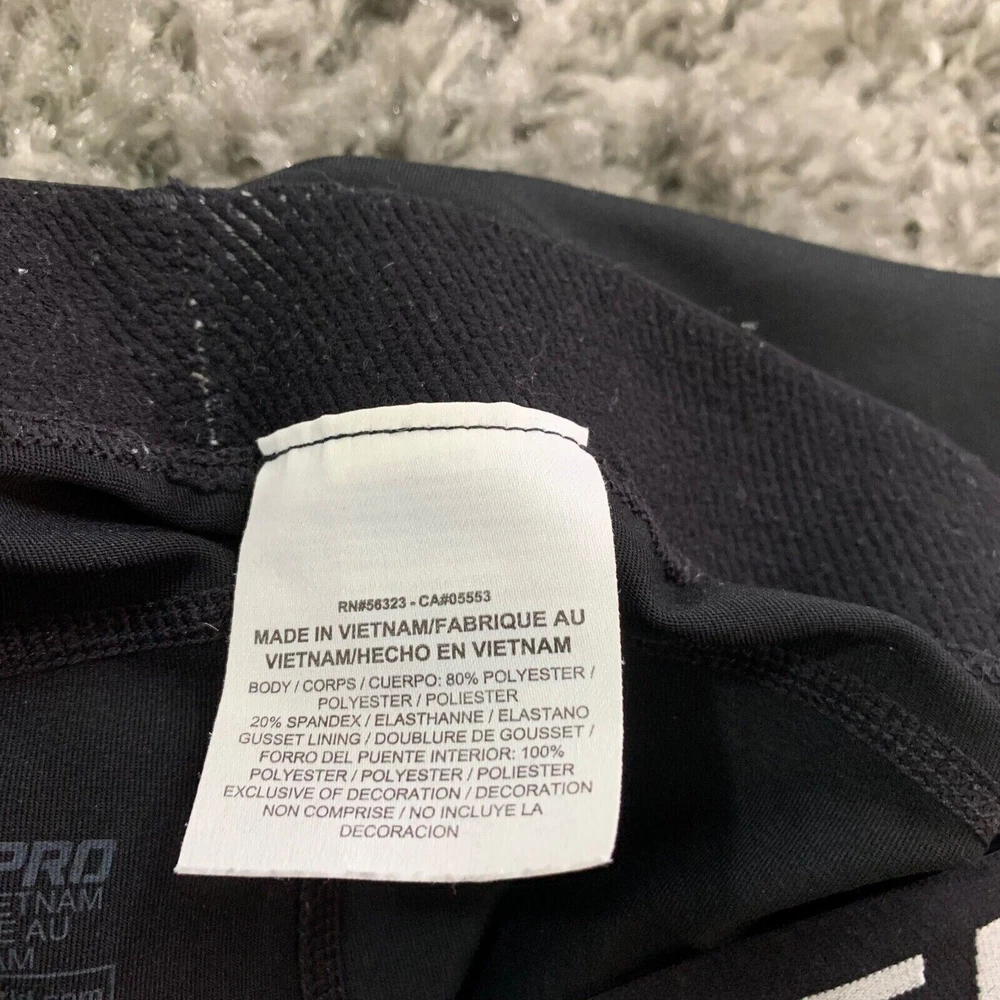 RN#56323 - CA#05553
MADE IN VIETNAM/FABRIQUE AU
VIETNAM/HECHO EN VIETNAM
BODY / CORPS / CUERPO: 80% POLYESTER /
POLYESTER / POLIESTER
20% SPANDEX / ELASTHANNE / ELASTANO
GUSSET LINING / DOUBLURE DE GOUSSET /
FORRO DEL PUENTE INTERIOR: 100%
POLYESTER / POLYESTER / POLIESTER
EXCLUSIVE OF DECORATION / DECORATION
NON COMPRISE / NO INCLUYE LA
DECORACION
PRO
ETNAM
E AU
AM